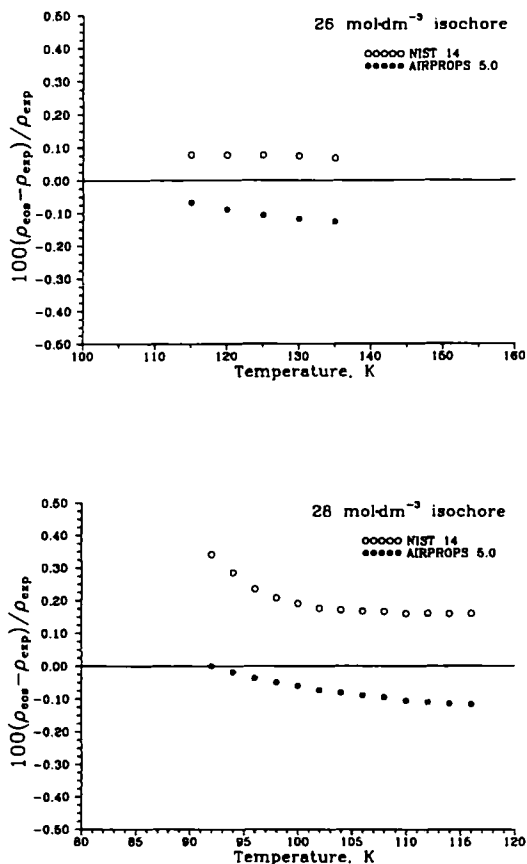 26 mol·dm⁻³ isochore
○○○○○ NIST 14
●●●●● AIRPROPS 5.0
100(ρeos−ρexp)/ρexp
0.50
0.40
0.30
0.20
0.10
0.00
-0.10
-0.20
-0.30
-0.40
-0.50
100 110 120 130 140 150 160
Temperature, K
28 mol·dm⁻³ isochore
○○○○○ NIST 14
●●●●● AIRPROPS 5.0
100(ρeos−ρexp)/ρexp
0.50
0.40
0.30
0.20
0.10
0.00
-0.10
-0.20
-0.30
-0.40
-0.50
80 85 90 95 100 105 110 115 120
Temperature, K